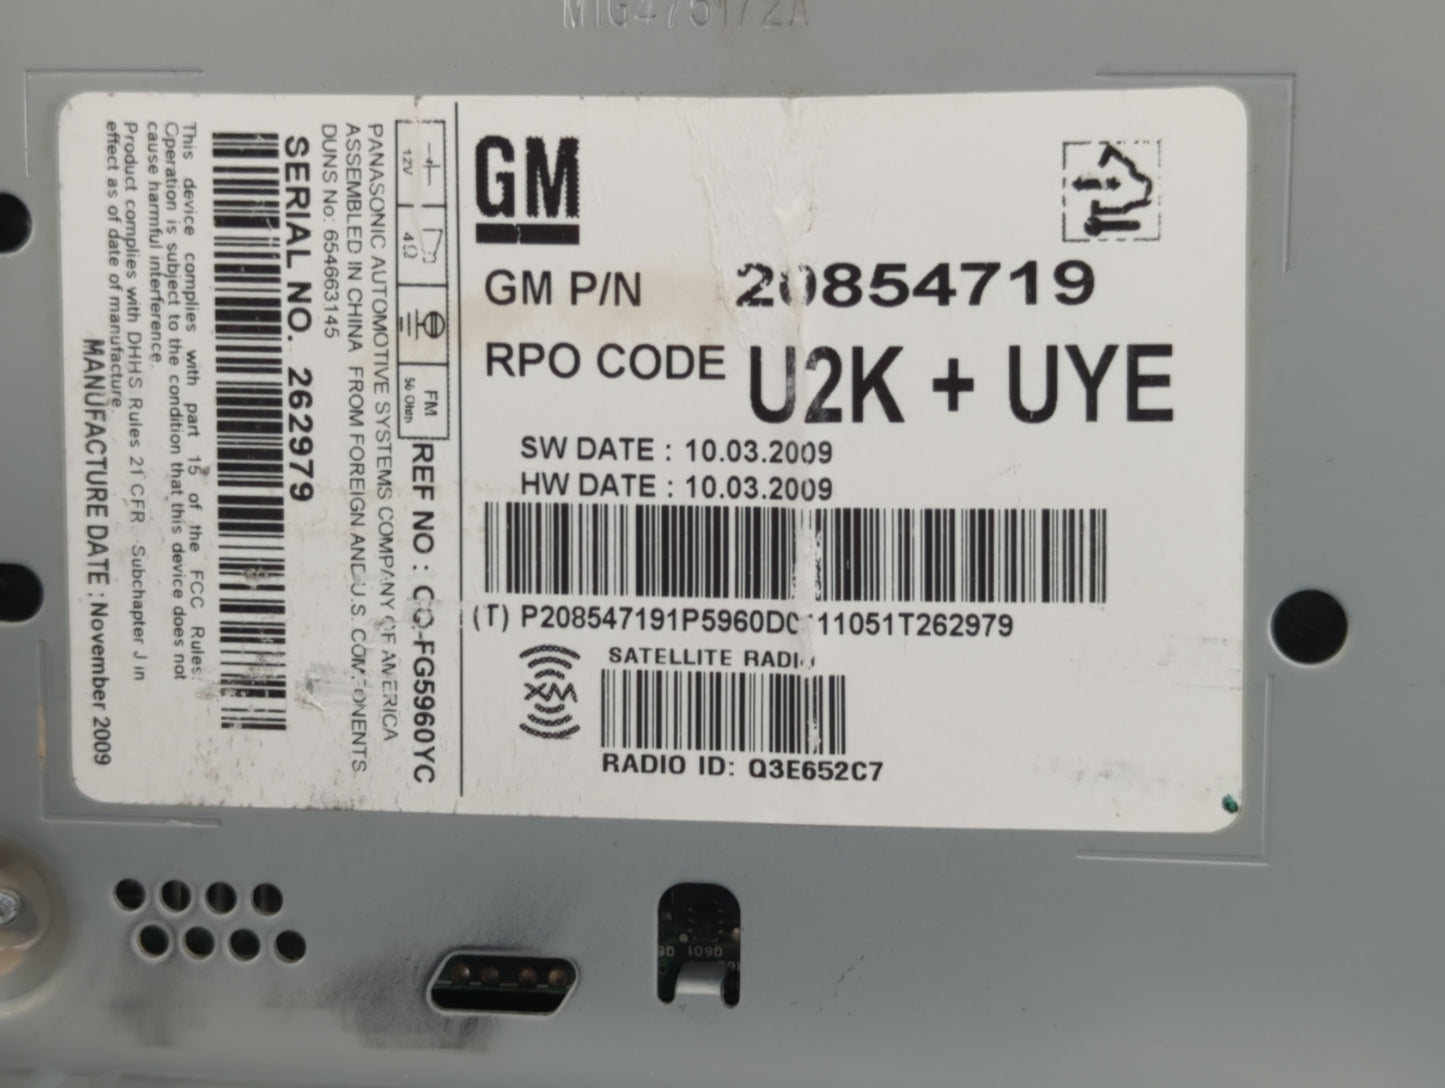 GM
GM P/N 20854719
RPO CODE U2K + UYE
SW DATE : 10.03.2009
HW DATE : 10.03.2009
(T)
SATELLITE RADIO
XM
RADIO ID: Q3E652C7
12V 4Ω FM 50 Ohm
REF NO : CQ-FG5960YC
PANASONIC AUTOMOTIVE SYSTEMS COMPANY OF AMERICA
ASSEMBLED IN CHINA FROM FOREIGN AND U.S. COMPONENTS
DUNS No: 654663145
SERIAL NO. 262979
This device complies with part 15 of the FCC Rules.
Operation is subject to the condition that this device does not
cause harmful interference.
Product complies with DHHS Rules 21 CFR. Subchapter J in
effect as of date of manufacture.
MANUFACTURE DATE : November 2009
Q601